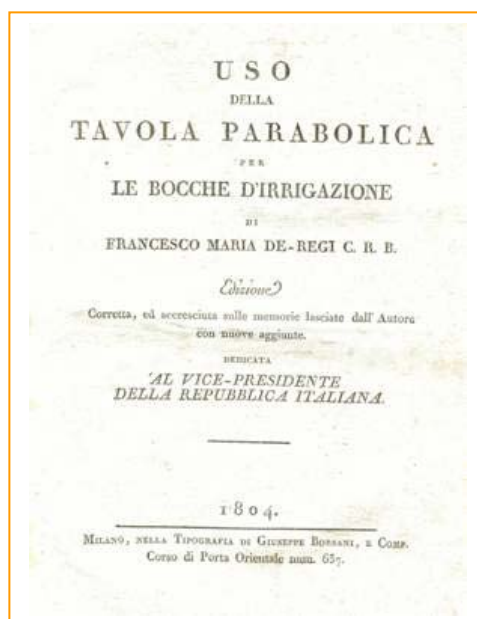 USO
DELLA
TAVOLA PARABOLICA
PER
LE BOCCHE D'IRRIGAZIONE
DI
FRANCESCO MARIA DE-REGI C. R. B.
Edizione
Corretta, ed accresciuta sulle memorie lasciate dall' Autore
con nuove aggiunte.
DEDICATA
AL VICE-PRESIDENTE
DELLA REPUBBLICA ITALIANA.
1804.
MILANO, NELLA TIPOGRAFIA DI GIUSEPPE BORSANI, E COMP.
Corso di Porta Orientale num. 637.